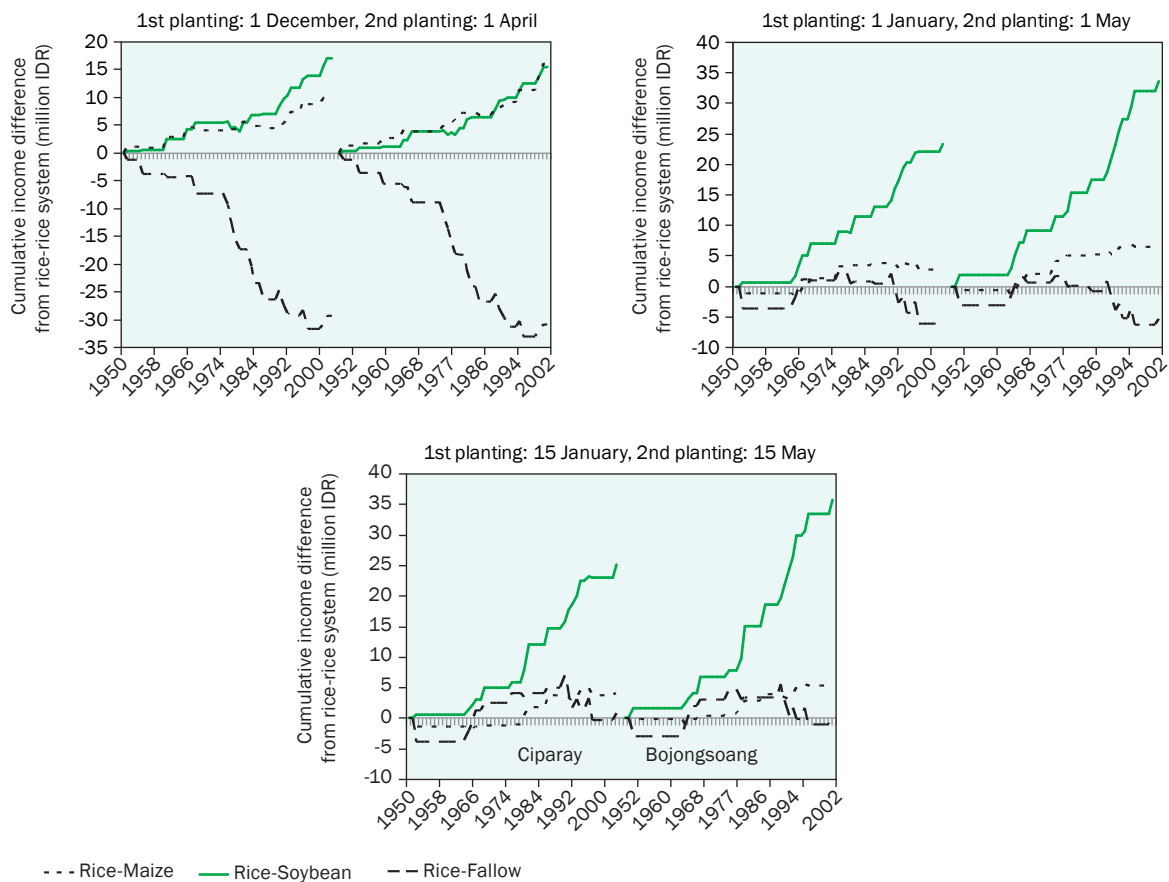 1st planting: 1 December, 2nd planting: 1 April
Cumulative income difference
from rice-rice system (million IDR)
20
15
10
5
0
-5
-10
-15
-20
-25
-30
-35
1950 1958 1966 1974 1984 1992 2000 1952 1960 1968 1977 1986 1994 2002
1st planting: 1 January, 2nd planting: 1 May
Cumulative income difference
from rice-rice system (million IDR)
40
35
30
25
20
15
10
5
0
-5
-10
1950 1958 1966 1974 1984 1992 2000 1952 1960 1968 1977 1986 1994 2002
1st planting: 15 January, 2nd planting: 15 May
Cumulative income difference
from rice-rice system (million IDR)
40
35
30
25
20
15
10
5
0
-5
-10
Ciparay Bojongsoang
1950 1958 1966 1974 1984 1992 2000 1952 1960 1968 1977 1986 1994 2002
Rice-Maize Rice-Soybean Rice-Fallow